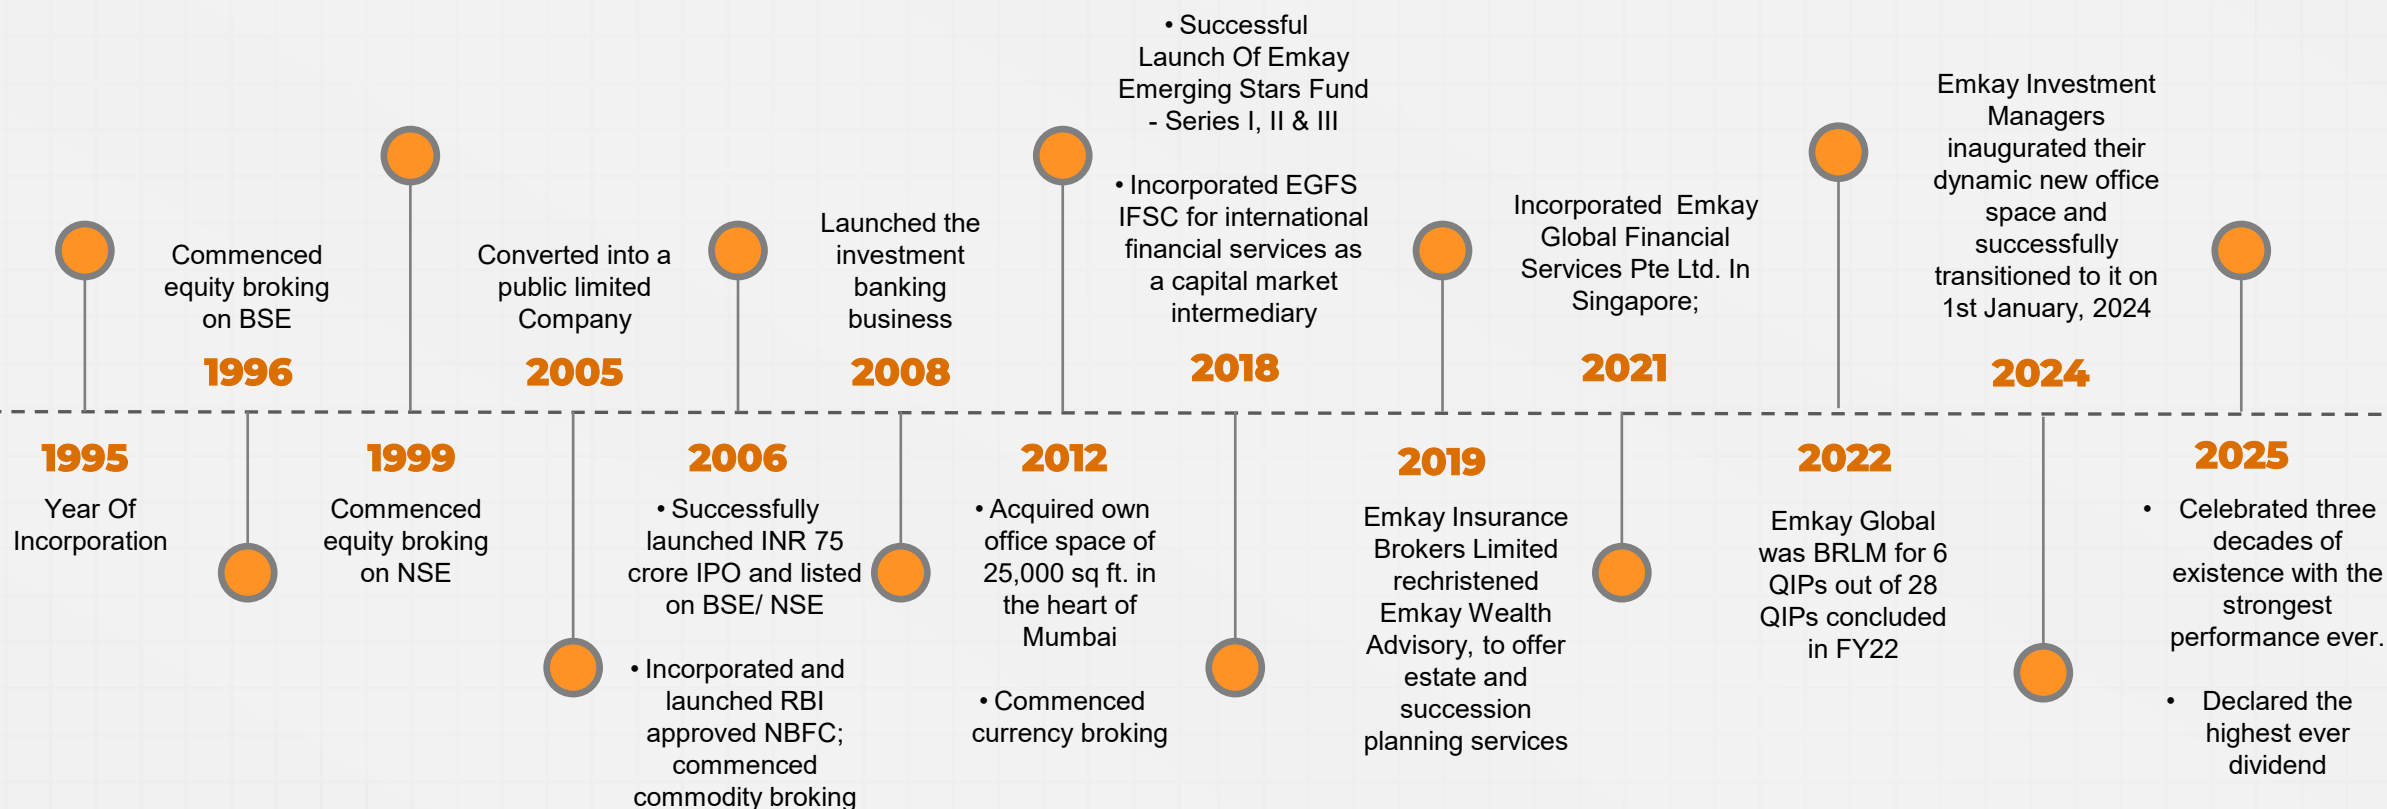 1995
Year Of
Incorporation
Commenced
equity broking
on BSE
1996
1999
Commenced
equity broking
on NSE
Converted into a
public limited
Company
2005
2006
• Successfully
launched INR 75
crore IPO and listed
on BSE/ NSE
• Incorporated and
launched RBI
approved NBFC;
commenced
commodity broking
Launched the
investment
banking
business
2008
2012
• Acquired own
office space of
25,000 sq ft. in
the heart of
Mumbai
• Commenced
currency broking
• Successful
Launch Of Emkay
Emerging Stars Fund
- Series I, II & III
• Incorporated EGFS
IFSC for international
financial services as
a capital market
intermediary
2018
2019
Emkay Insurance
Brokers Limited
rechristened
Emkay Wealth
Advisory, to offer
estate and
succession
planning services
Incorporated Emkay
Global Financial
Services Pte Ltd. In
Singapore;
2021
2022
Emkay Global
was BRLM for 6
QIPs out of 28
QIPs concluded
in FY22
Emkay Investment
Managers
inaugurated their
dynamic new office
space and
successfully
transitioned to it on
1st January, 2024
2024
2025
• Celebrated three
decades of
existence with the
strongest
performance ever.
• Declared the
highest ever
dividend